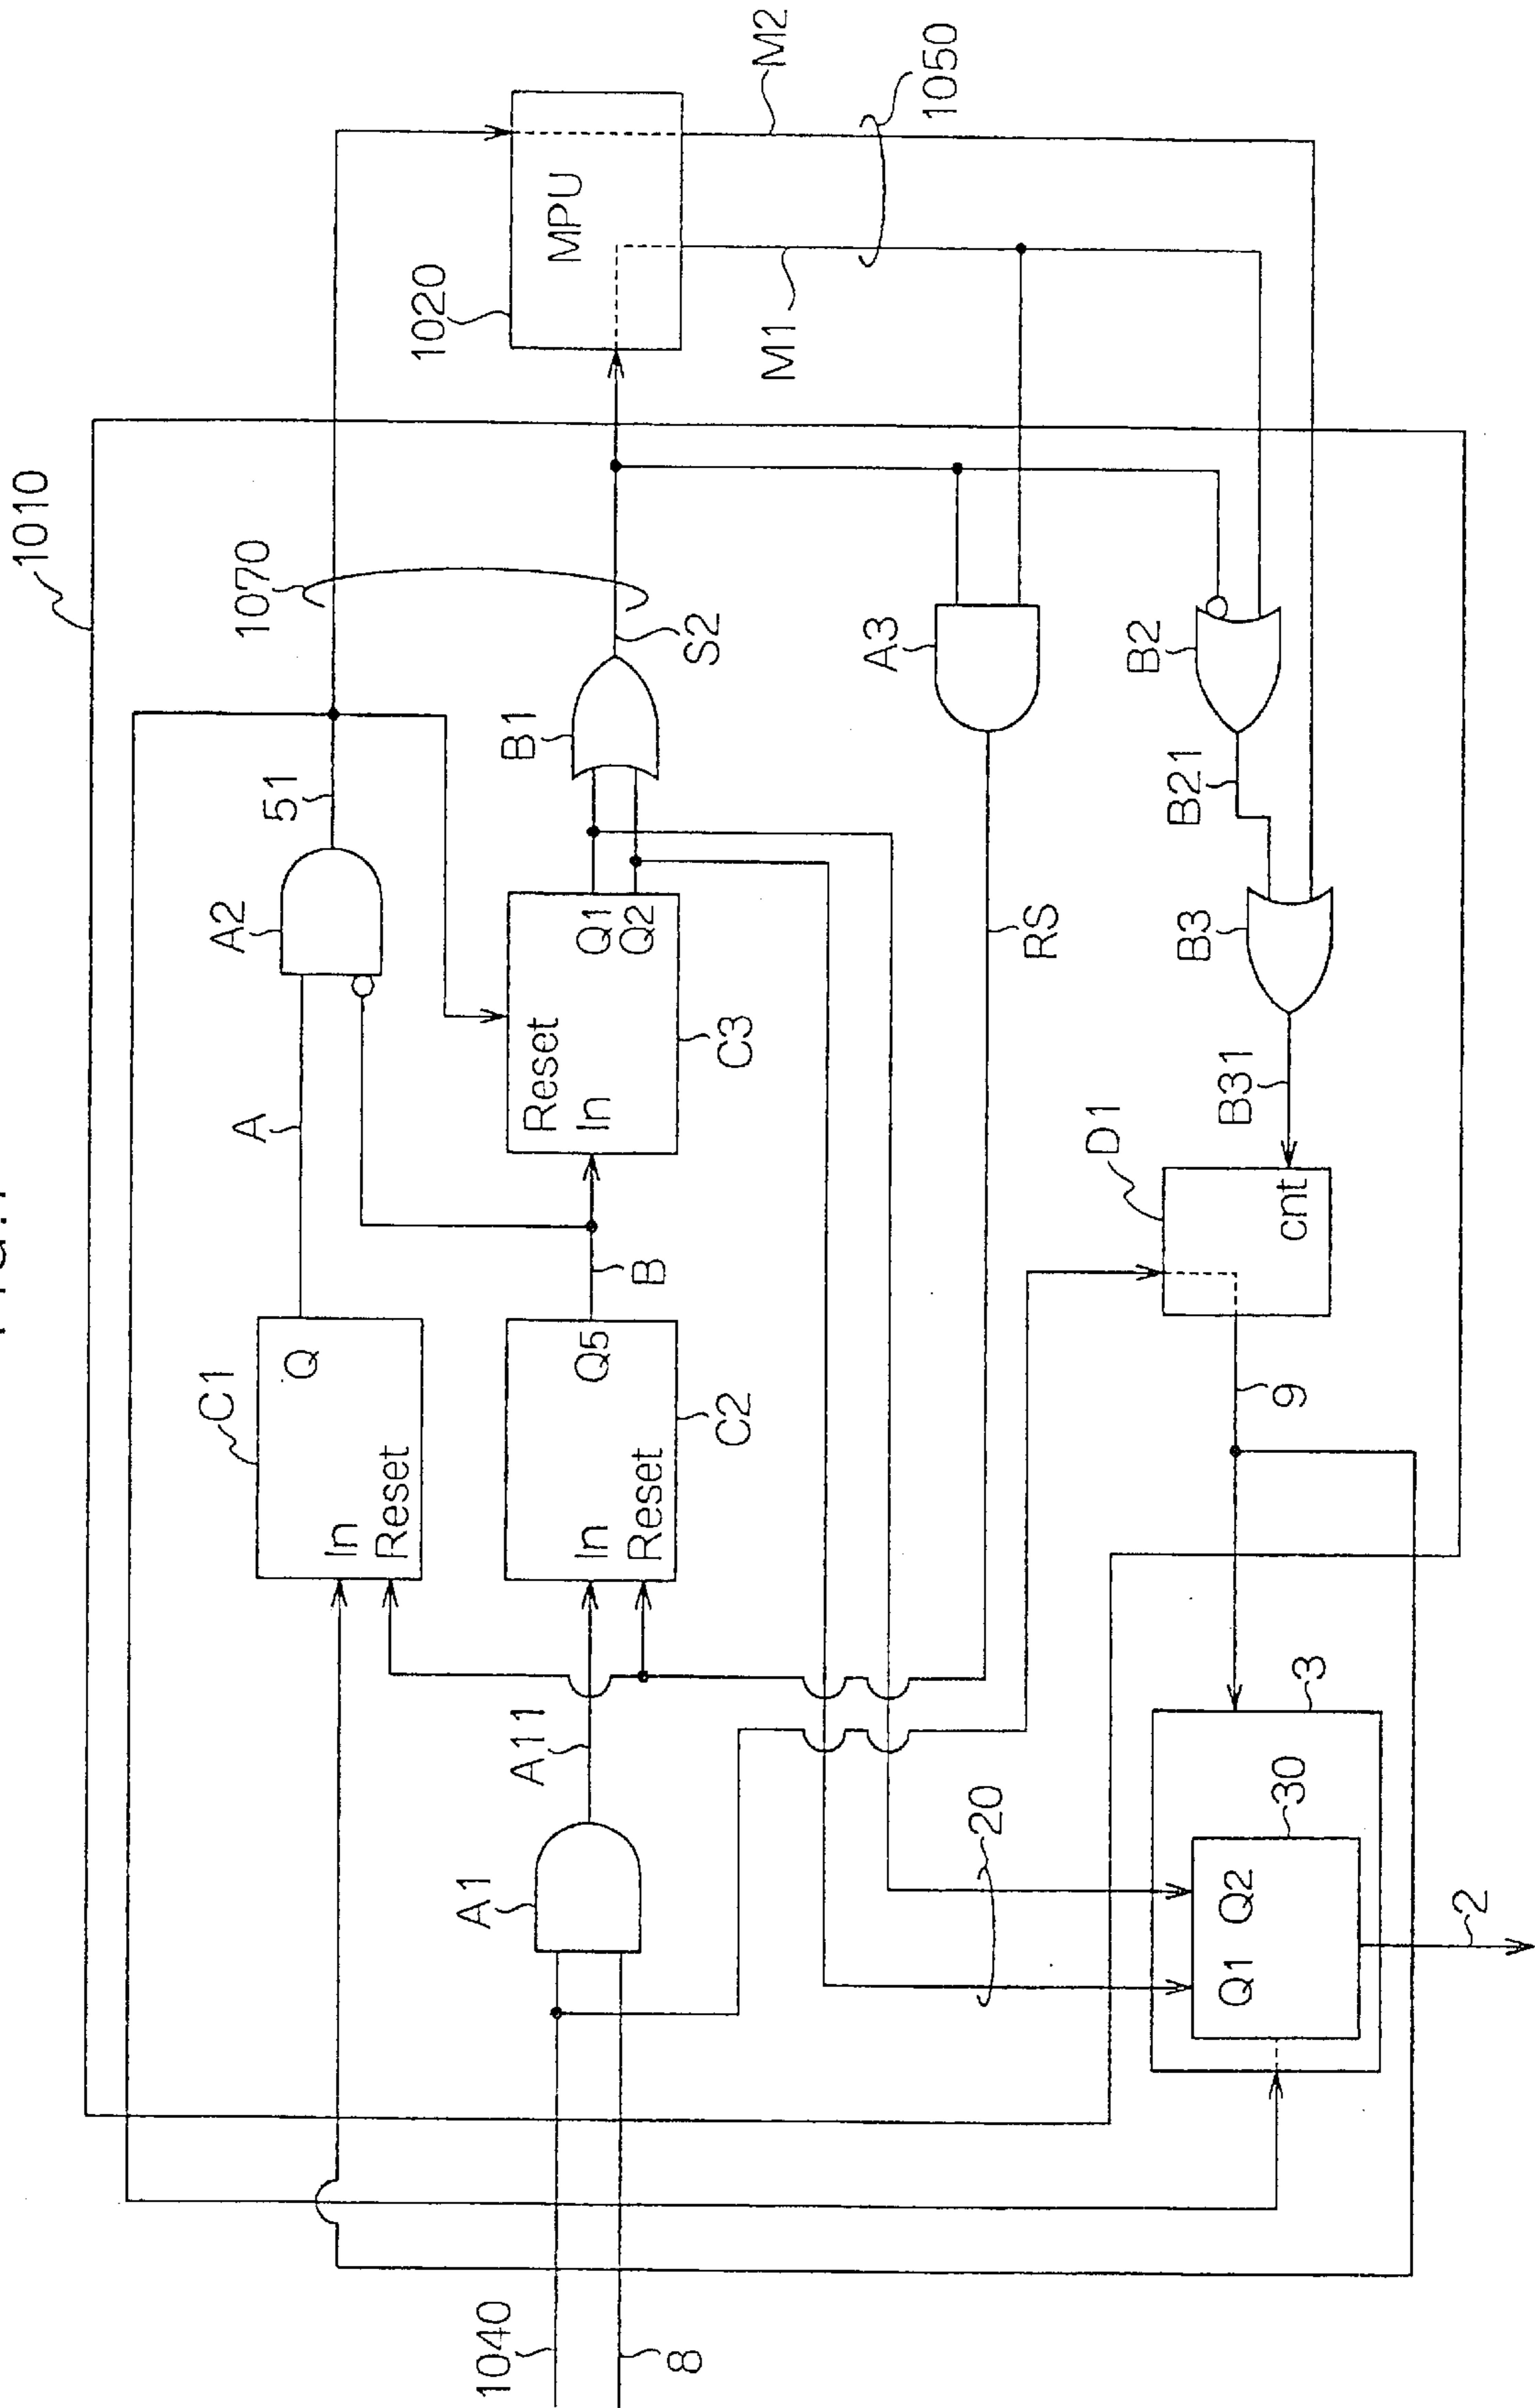 1010
1070
1020
MPU
M2
1050
M1
51
S2
B1
A2
A
Reset
In
Q1
Q2
C3
A3
RS
B2
B21
B3
B31
C1
Q
In
Reset
B
Q5
In
Reset
C2
D1
cnt
9
A11
A1
20
3
30
Q1
Q2
2
1040
8